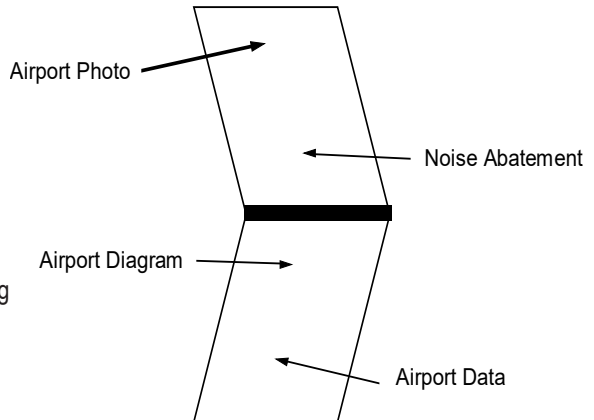 Airport Photo
Noise Abatement
Airport Diagram
g
Airport Data